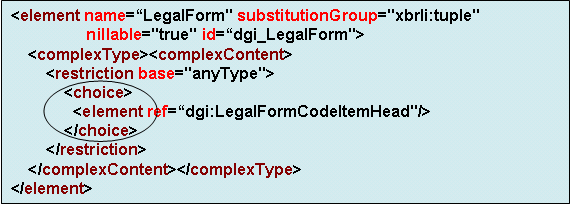 <element name=“LegalForm" substitutionGroup="xbrli:tuple"
nillable="true" id=“dgi_LegalForm">
<complexType><complexContent>
<restriction base="anyType">
<choice>
<element ref=“dgi:LegalFormCodeItemHead"/>
</choice>
</restriction>
</complexContent></complexType>
</element>